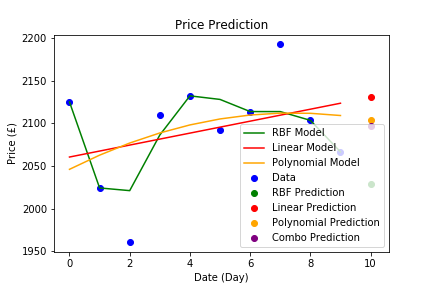 Price Prediction
2200
2150
2100
2050
2000
1950
Price (£)
0
2
4
6
8
10
Date (Day)
RBF Model
Linear Model
Polynomial Model
Data
RBF Prediction
Linear Prediction
Polynomial Prediction
Combo Prediction